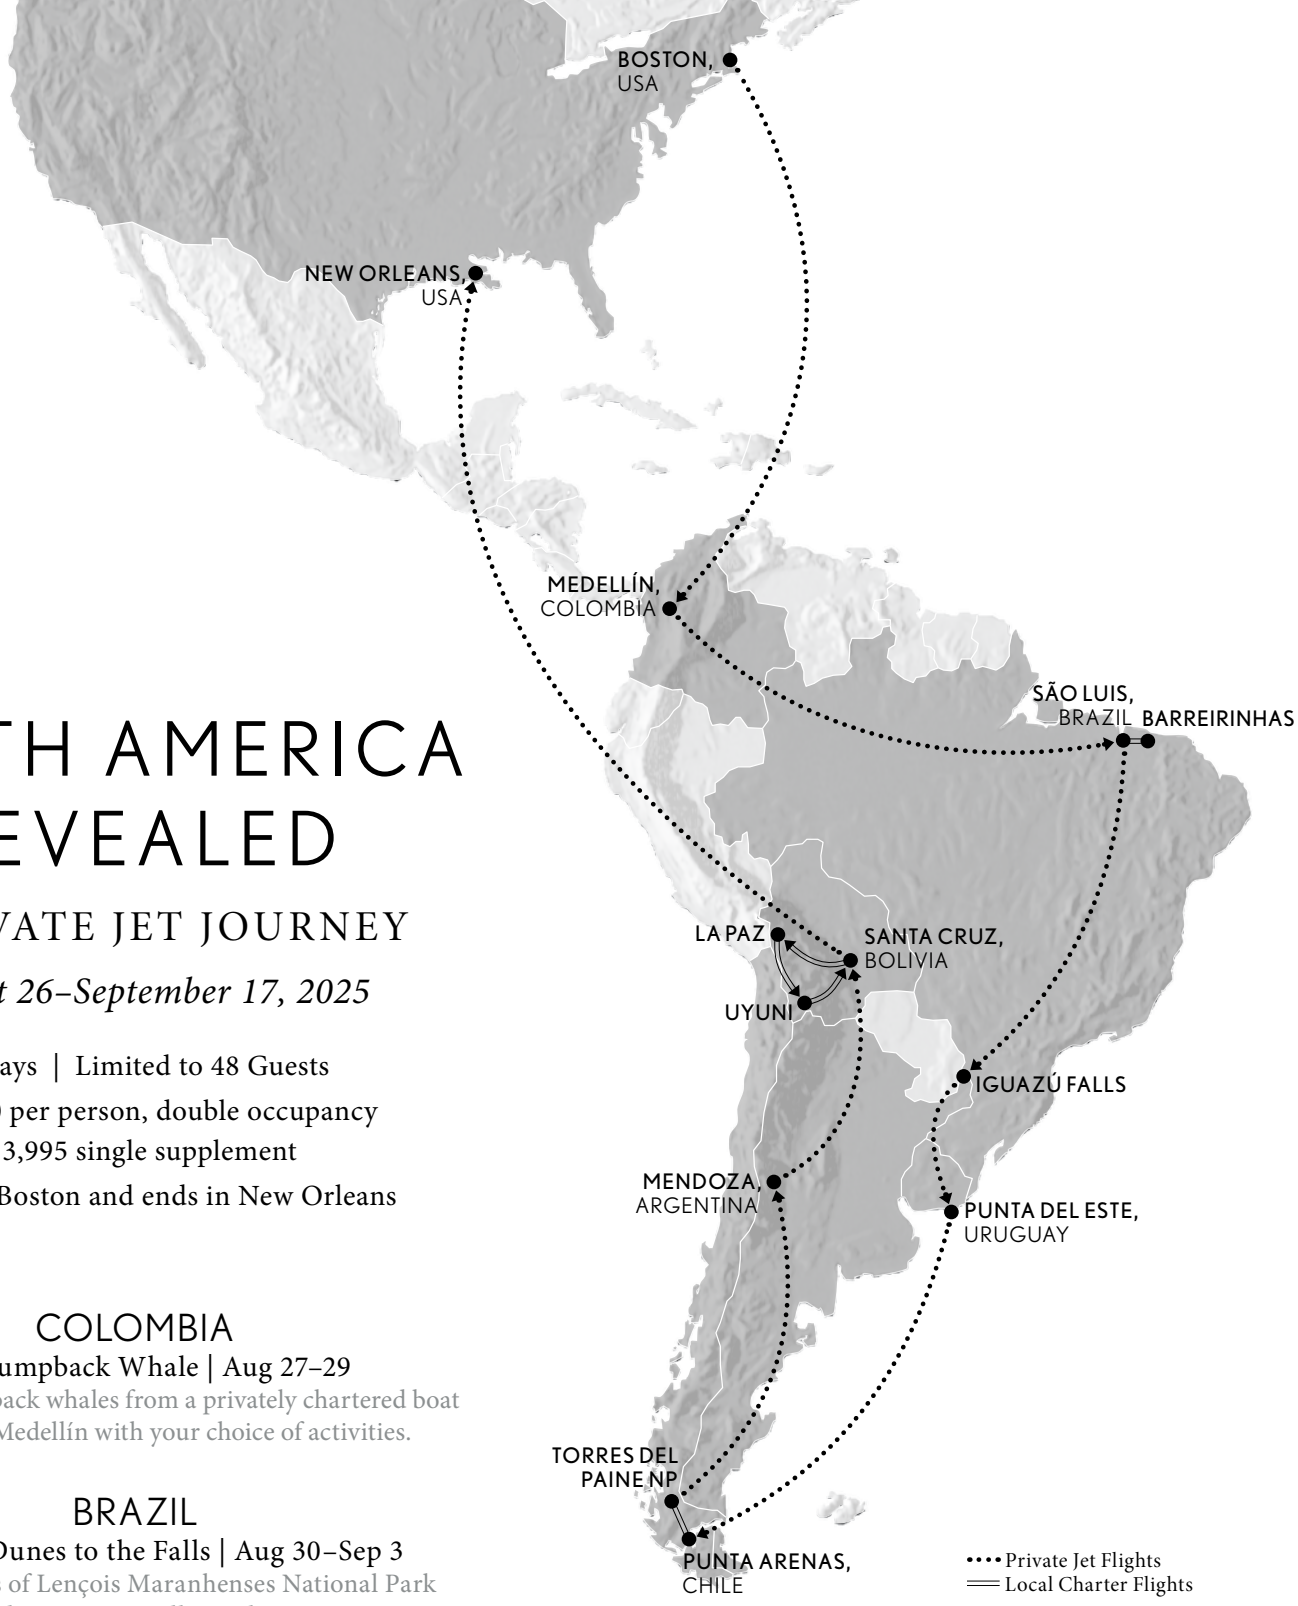 BOSTON,
USA
NEW ORLEANS,
USA
MEDELLÍN,
COLOMBIA
SÃO LUIS,
BRAZIL
BARREIRINHAS
TH AMERICA
EVEALED
VATE JET JOURNEY
t 26–September 17, 2025
ays | Limited to 48 Guests
) per person, double occupancy
3,995 single supplement
Boston and ends in New Orleans
LA PAZ
SANTA CRUZ,
BOLIVIA
UYUNI
IGUAZÚ FALLS
MENDOZA,
ARGENTINA
PUNTA DEL ESTE,
URUGUAY
COLOMBIA
umpback Whale | Aug 27–29
back whales from a privately chartered boat
Medellín with your choice of activities.
TORRES DEL
PAINE NP
BRAZIL
Dunes to the Falls | Aug 30–Sep 3
s of Lençois Maranhenses National Park
PUNTA ARENAS,
CHILE
Private Jet Flights
Local Charter Flights